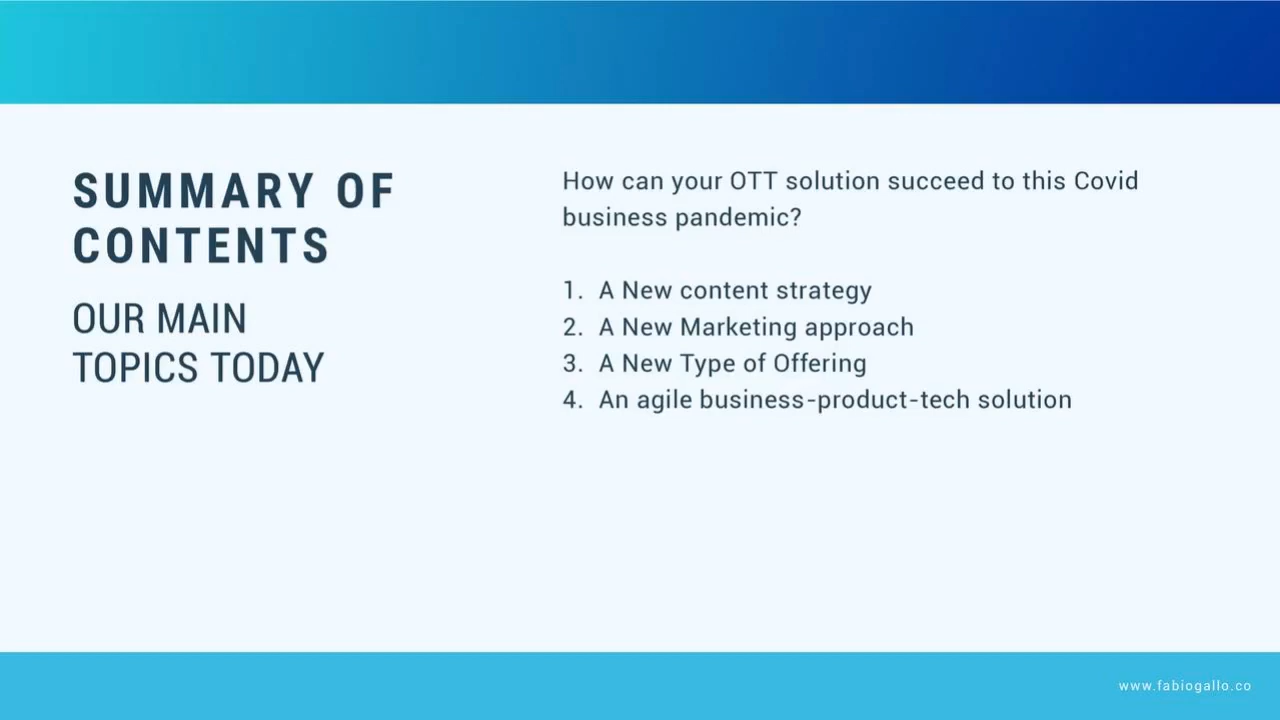 SUMMARY OF
CONTENTS
OUR MAIN
TOPICS TODAY
How can your OTT solution succeed to this Covid
business pandemic?
1. A New content strategy
2. A New Marketing approach
3. A New Type of Offering
4. An agile business-product-tech solution
www.fabiogallo.co